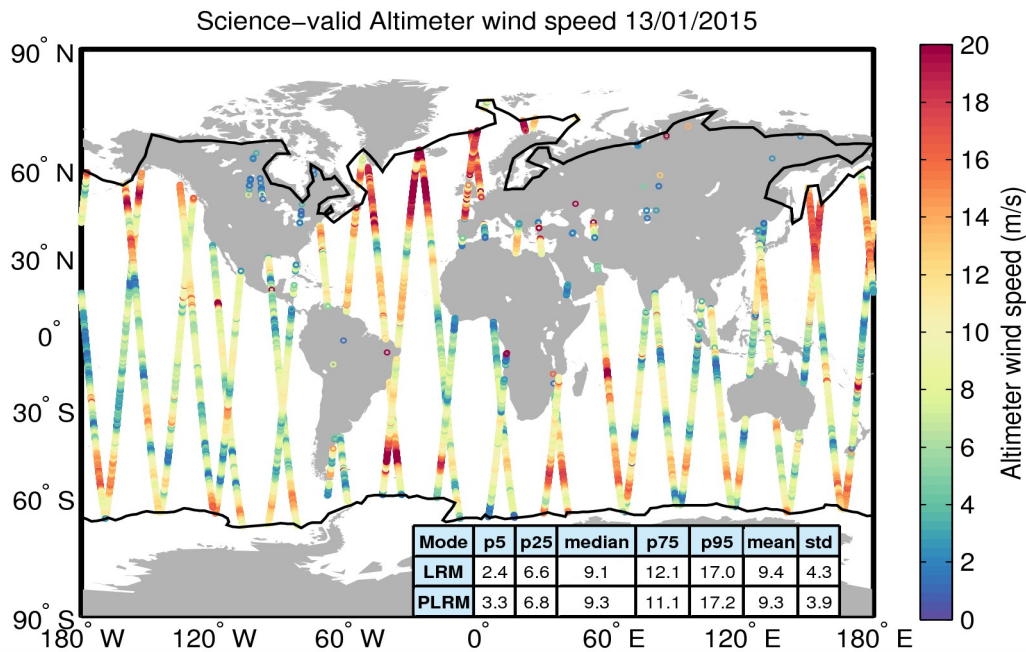 Science−valid Altimeter wind speed 13/01/2015
90° N
60° N
30° N
0°
30° S
60° S
90° S
180° W
120° W
60° W
0°
60° E
120° E
180° E
Mode p5 p25 median p75 p95 mean std
LRM 2.4 6.6 9.1 12.1 17.0 9.4 4.3
PLRM 3.3 6.8 9.3 11.1 17.2 9.3 3.9
20
18
16
14
12
10
8
6
4
2
0
Altimeter wind speed (m/s)